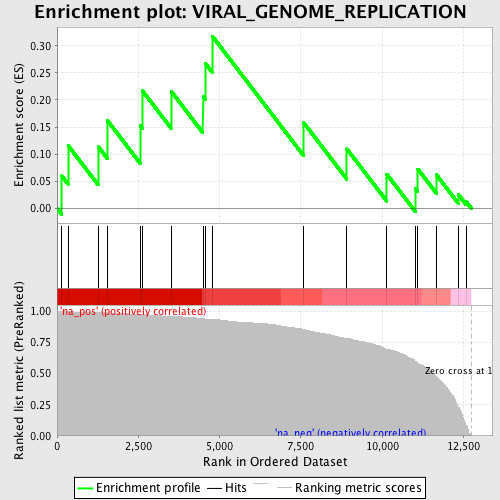 Enrichment plot: VIRAL_GENOME_REPLICATION
Enrichment score (ES)
0.30
0.25
0.20
0.15
0.10
0.05
0.00
Ranked list metric (PreRanked)
1.00
0.75
0.50
0.25
0.00
'na_pos' (positively correlated)
Zero cross at 1
'na_neg' (negatively correlated)
0
2,500
5,000
7,500
10,000
12,500
Rank in Ordered Dataset
Enrichment profile
Hits
Ranking metric scores